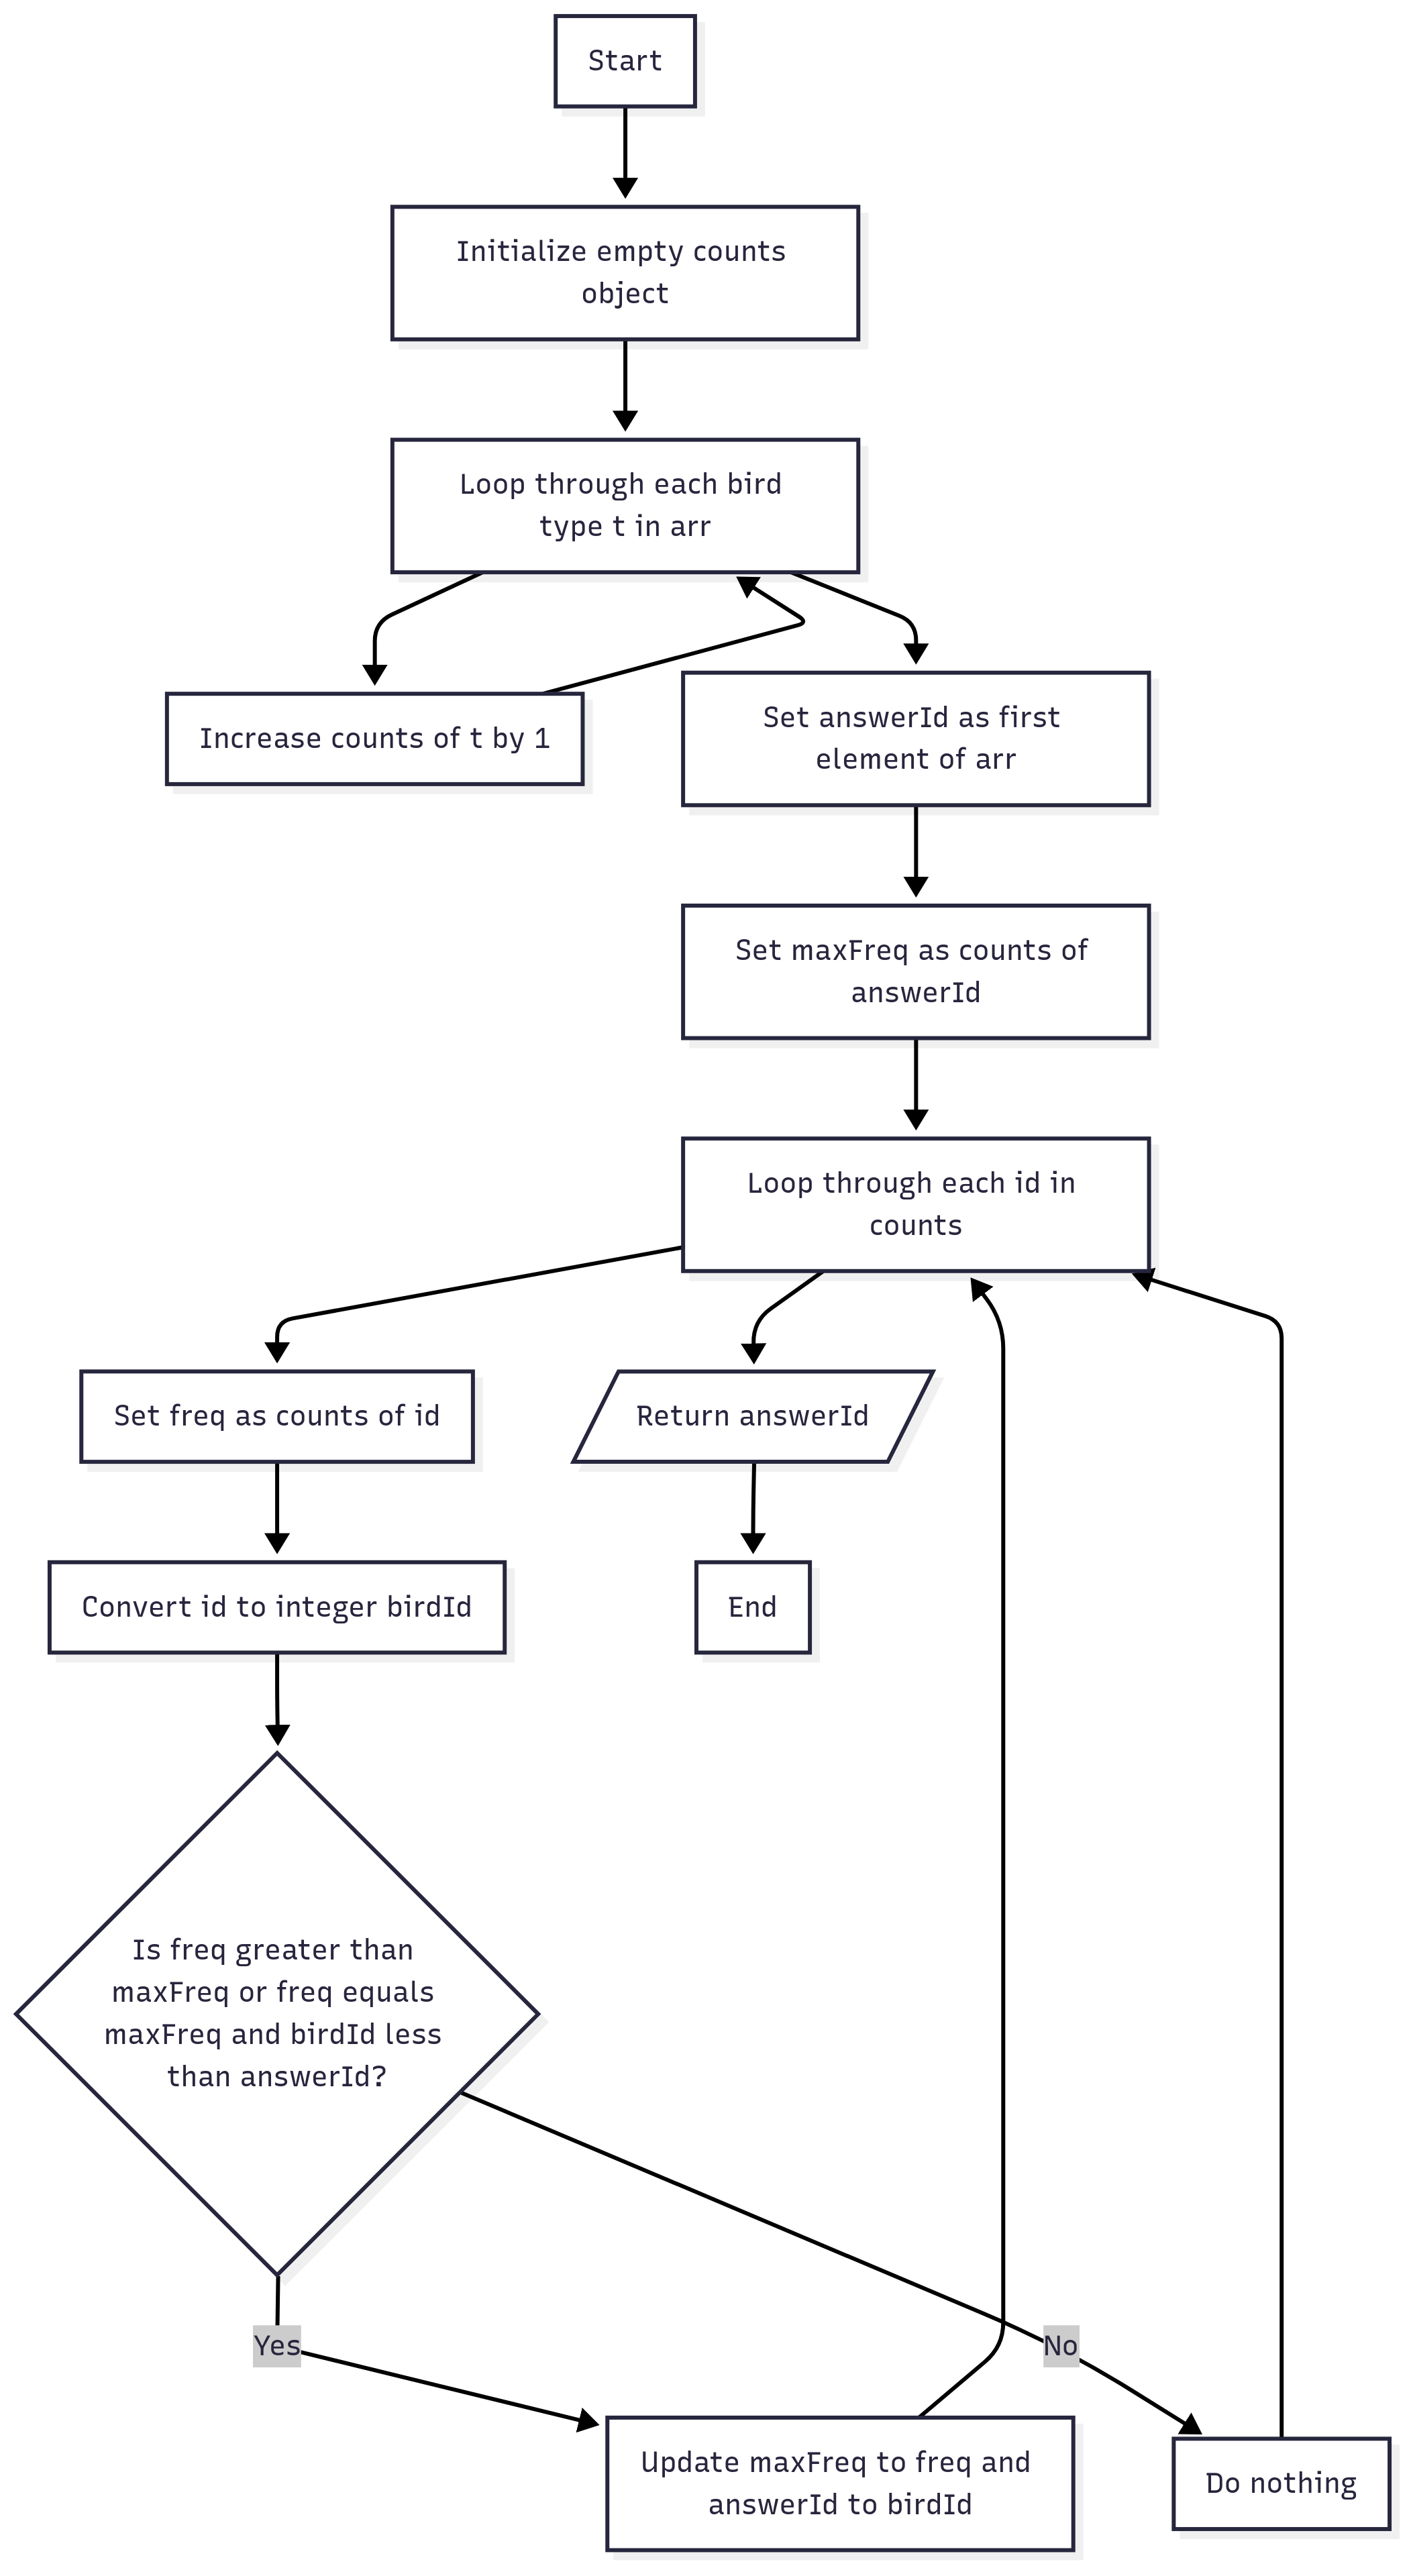 Start
Initialize empty counts
object
Loop through each bird
type t in arr
Increase counts of t by 1
Set answerId as first
element of arr
Set maxFreq as counts of
answerId
Loop through each id in
counts
Set freq as counts of id
Return answerId
Convert id to integer birdId
End
Is freq greater than
maxFreq or freq equals
maxFreq and birdId less
than answerId?
Yes
No
Update maxFreq to freq and
answerId to birdId
Do nothing